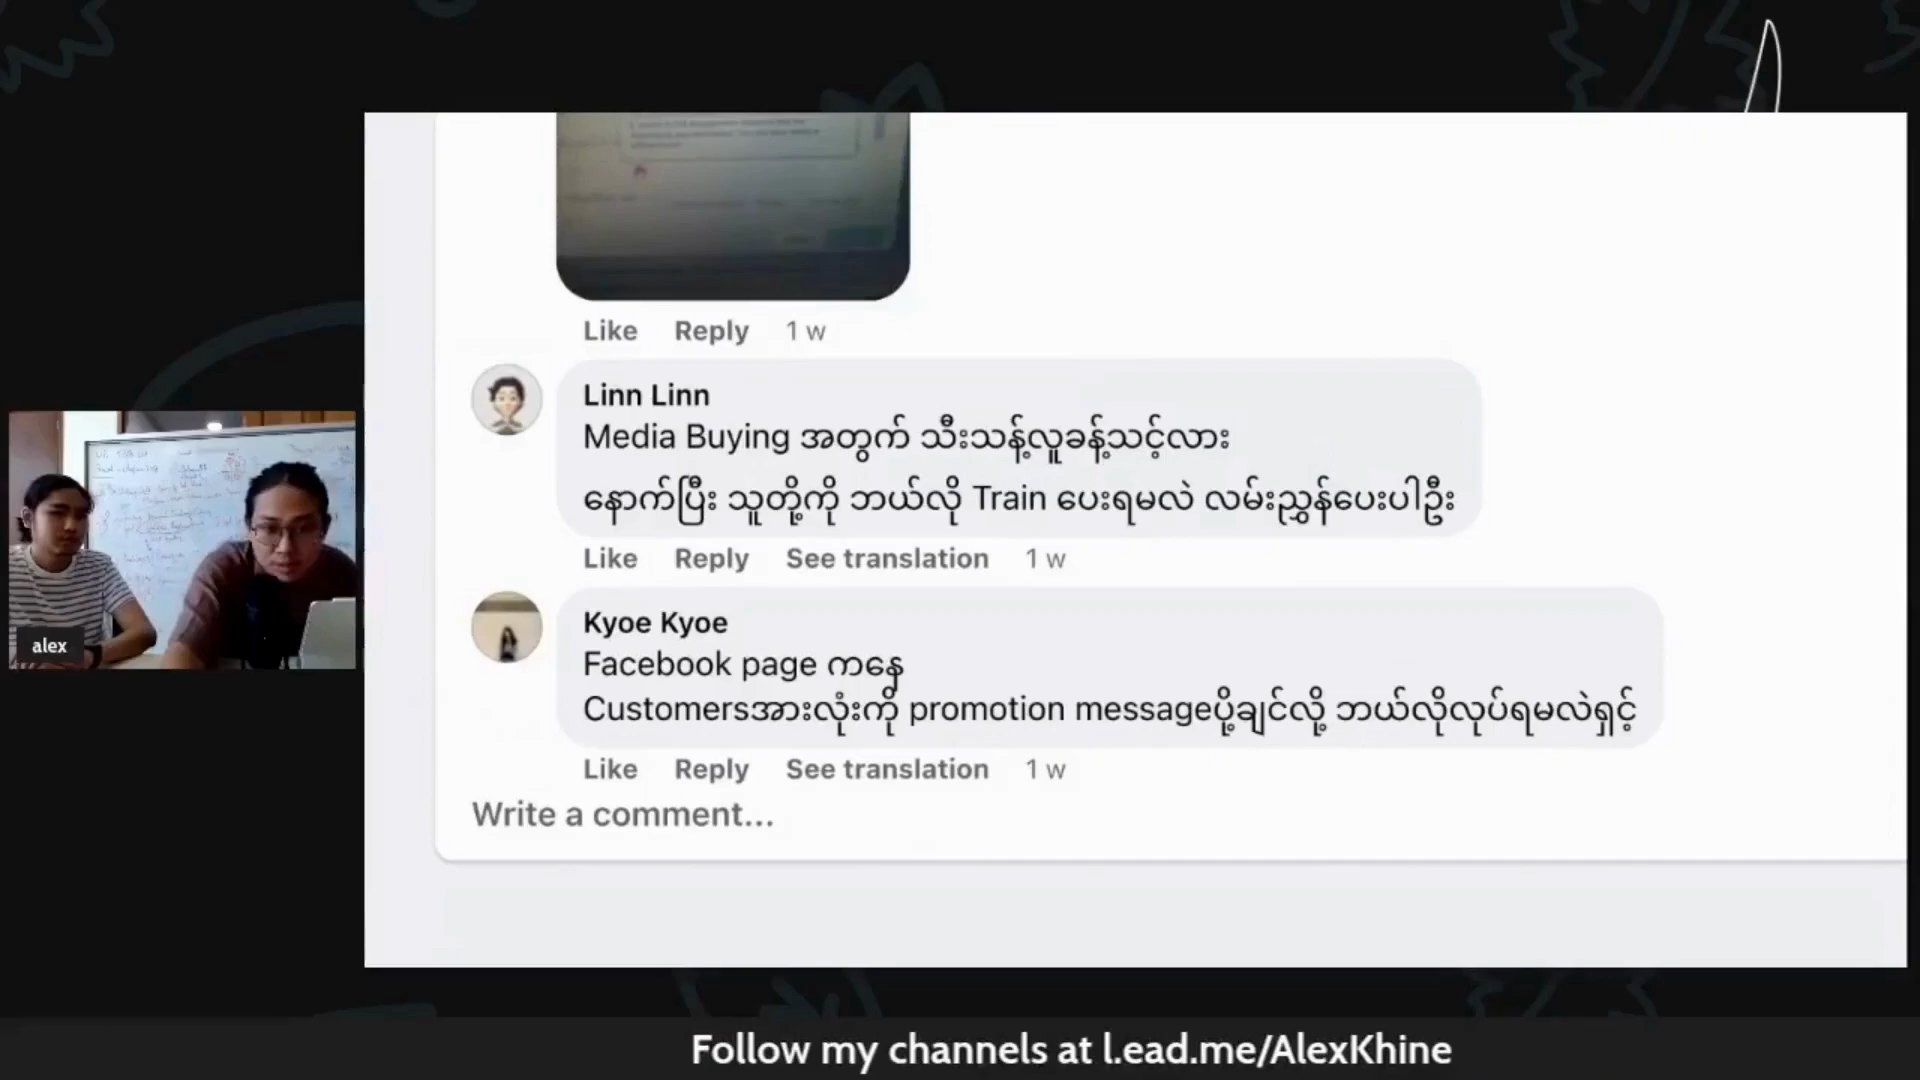 Like Reply 1 w
Linn Linn
Media Buying အတွက် သီးသန့်လူခန့်သင့်လား
နောက်ပြီး သူတို့ကို ဘယ်လို Train ပေးရမလဲ လမ်းညွှန်ပေးပါဦး
Like Reply See translation 1 w
Kyoe Kyoe
Facebook page ကနေ
Customersအားလုံးကို promotion messageပို့ချင်လို့ ဘယ်လိုလုပ်ရမလဲရှင့်
Like Reply See translation 1 w
Write a comment...
alex
Follow my channels at l.ead.me/AlexKhine